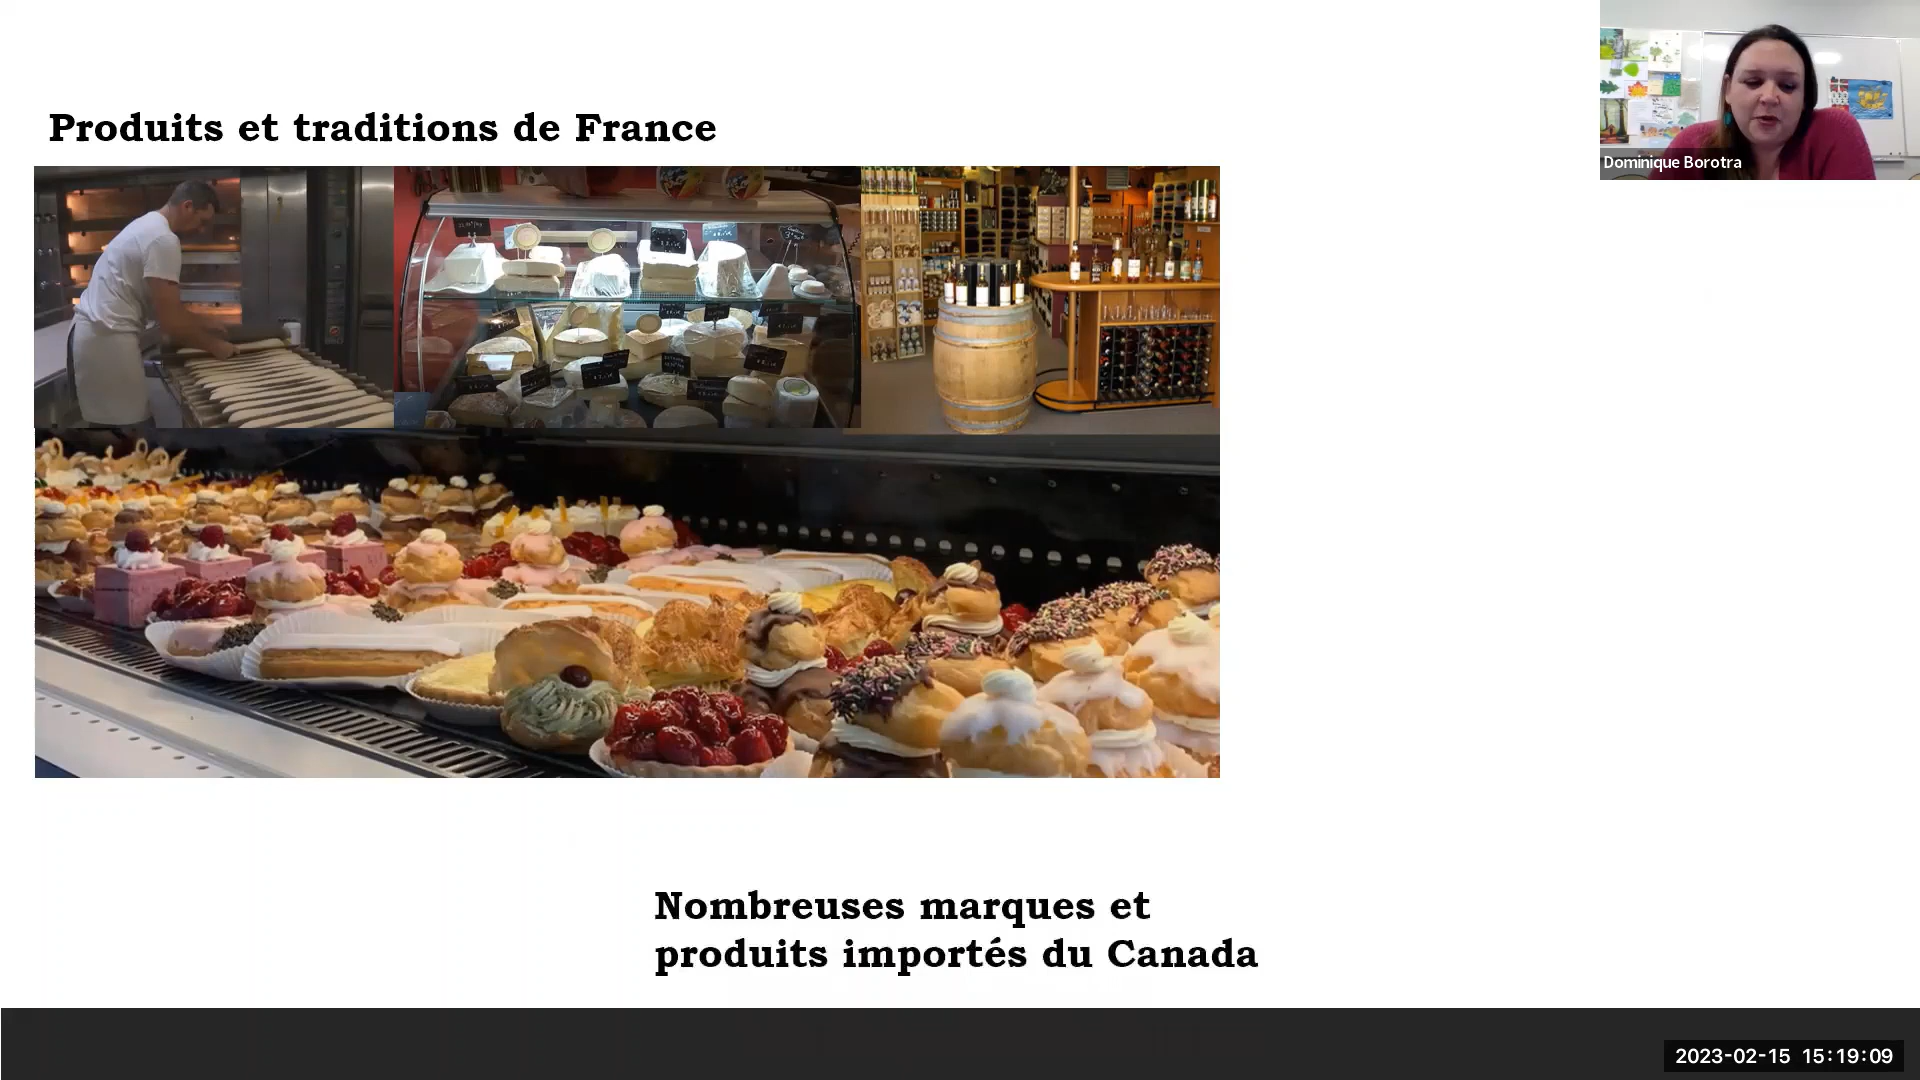 Produits et traditions de France
Dominique Borotra
Nombreuses marques et
produits importés du Canada
2023-02-15 15:19:09